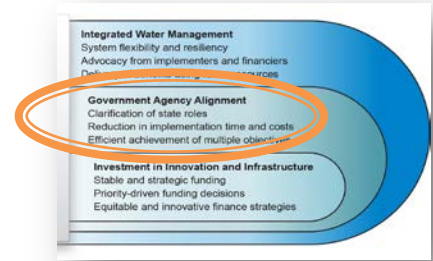 Integrated Water Management
System flexibility and resiliency
Advocacy from implementers and financiers
Government Agency Alignment
Clarification of state roles
Reduction in implementation time and costs
Efficient achievement of multiple objectives
Investment in Innovation and Infrastructure
Stable and strategic funding
Priority-driven funding decisions
Equitable and innovative finance strategies